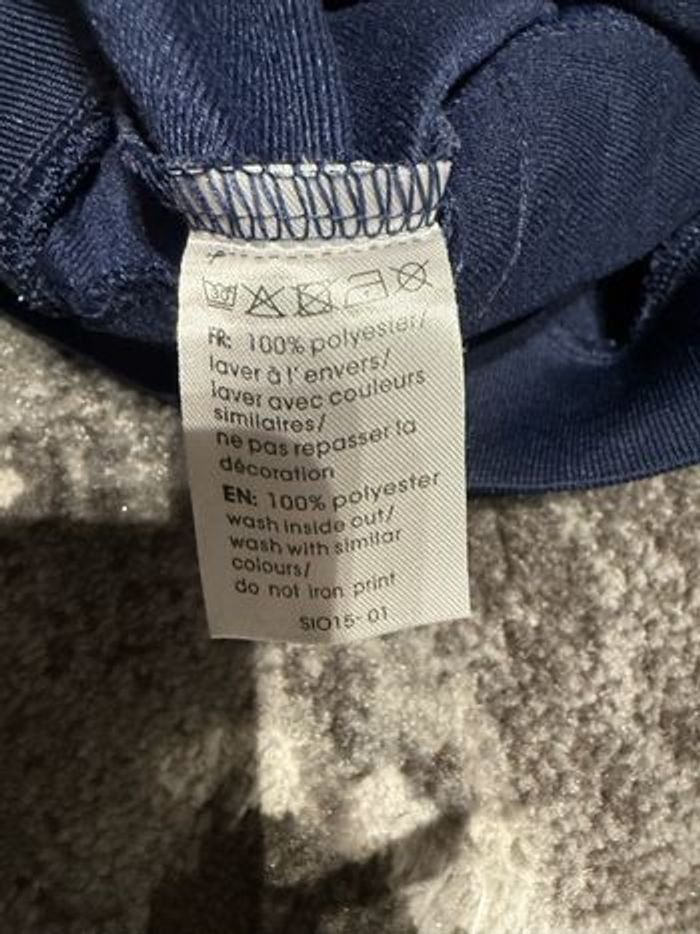 30
FR: 100% polyester/
laver à l'envers/
laver avec couleurs
similaires/
ne pas repasser la
décoration
EN: 100% polyester
wash inside out/
wash with similar
colours/
do not iron print
SIO15-01